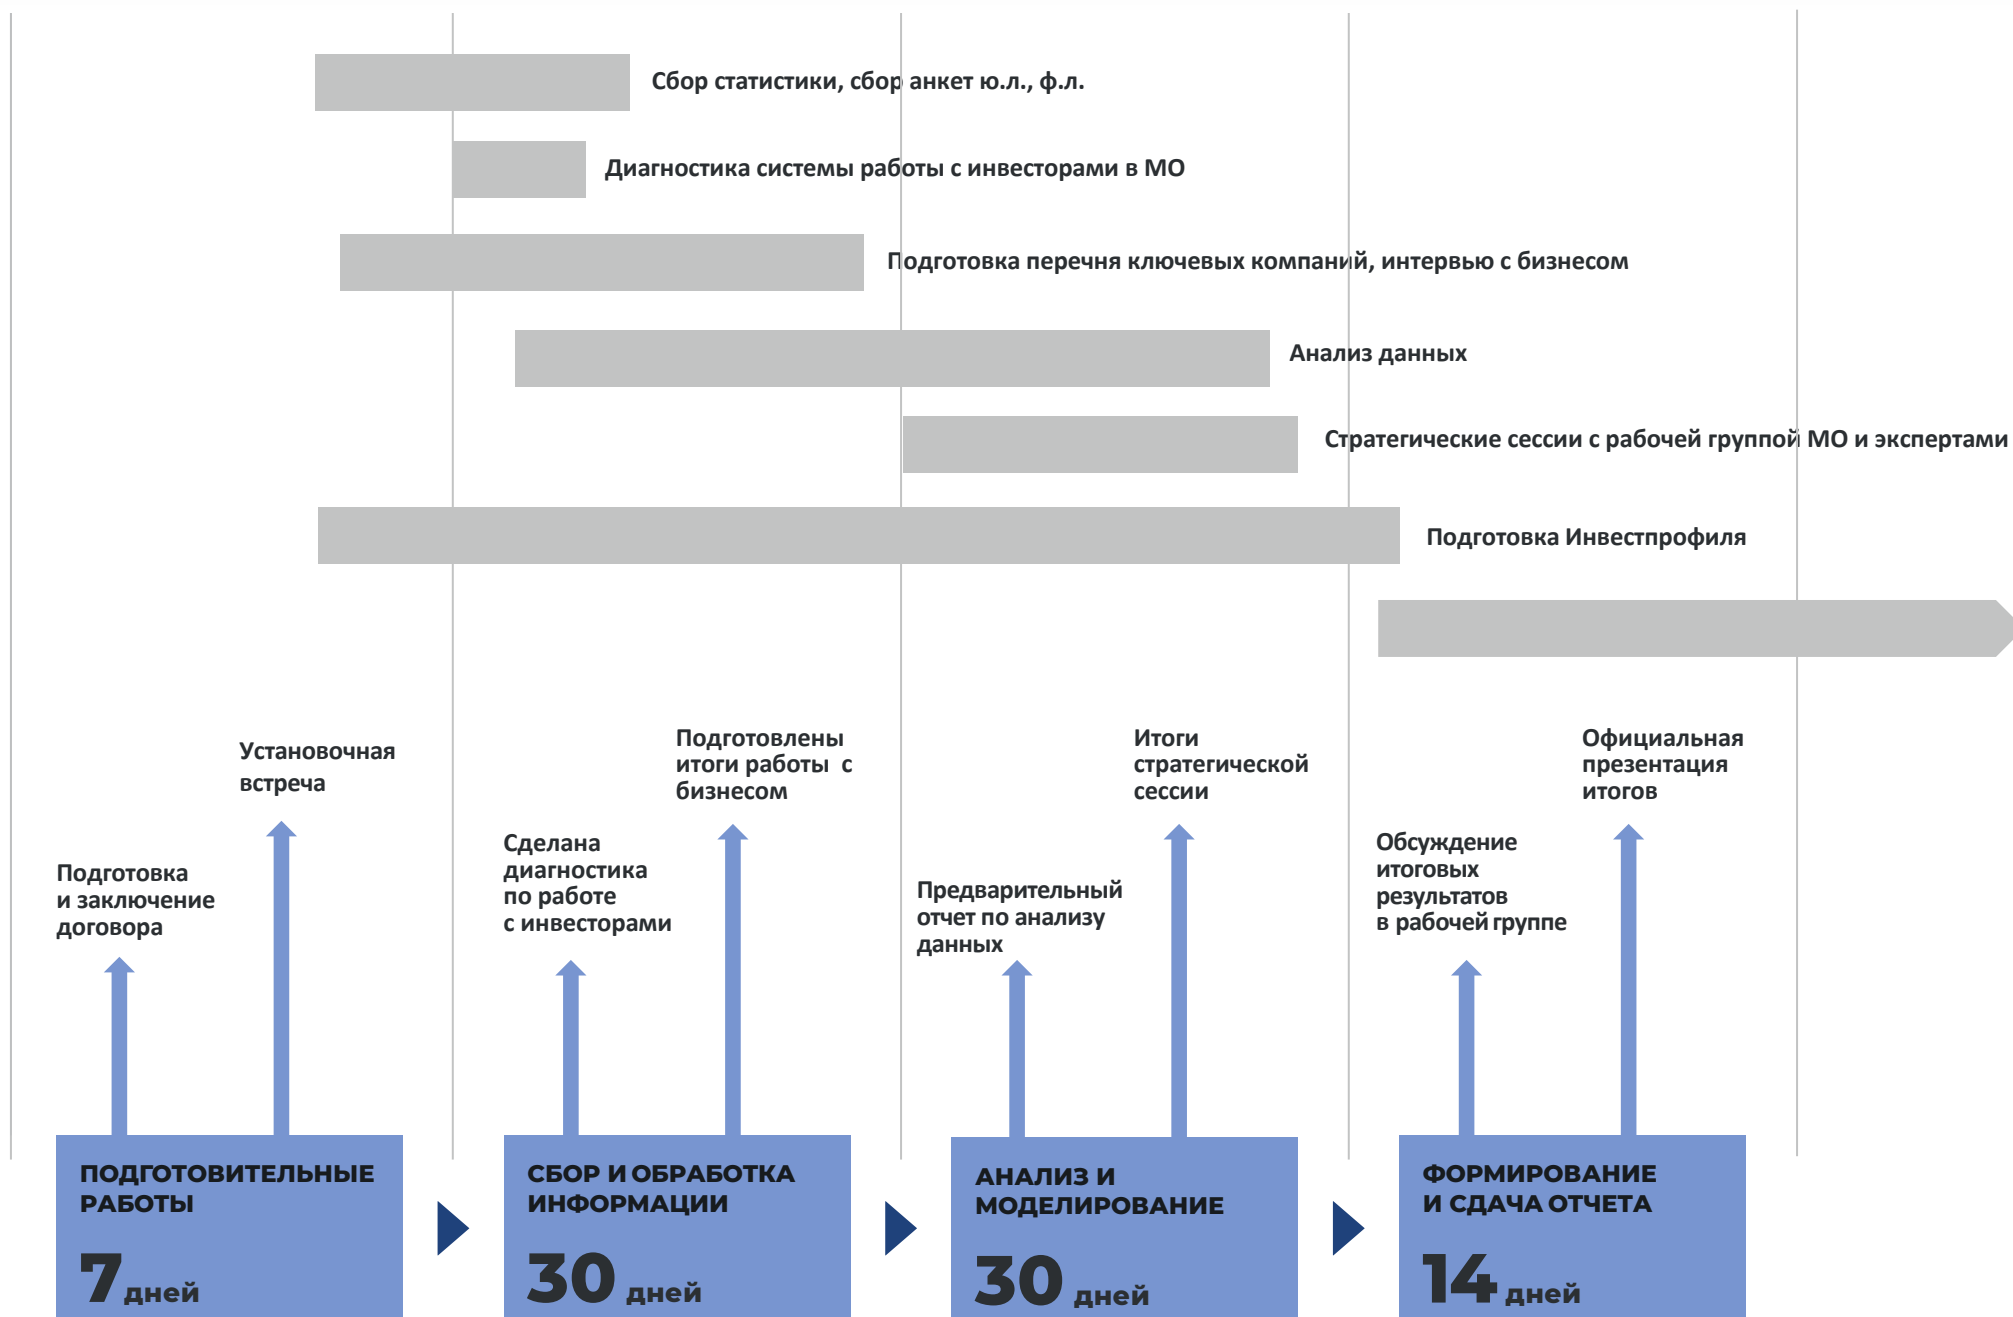 Сбор статистики, сбор анкет ю.л., ф.л.
Диагностика системы работы с инвесторами в МО
Подготовка перечня ключевых компаний, интервью с бизнесом
Анализ данных
Стратегические сессии с рабочей группой МО и экспертами
Подготовка Инвестпрофиля
Подготовка
и заключение
договора
Установочная
встреча
Сделана
диагностика
по работе
с инвесторами
Подготовлены
итоги работы с
бизнесом
Предварительный
отчет по анализу
данных
Итоги
стратегической
сессии
Обсуждение
итоговых
результатов
в рабочей группе
Официальная
презентация
итогов
ПОДГОТОВИТЕЛЬНЫЕ
РАБОТЫ
7 дней
СБОР И ОБРАБОТКА
ИНФОРМАЦИИ
30 дней
АНАЛИЗ И
МОДЕЛИРОВАНИЕ
30 дней
ФОРМИРОВАНИЕ
И СДАЧА ОТЧЕТА
14 дней